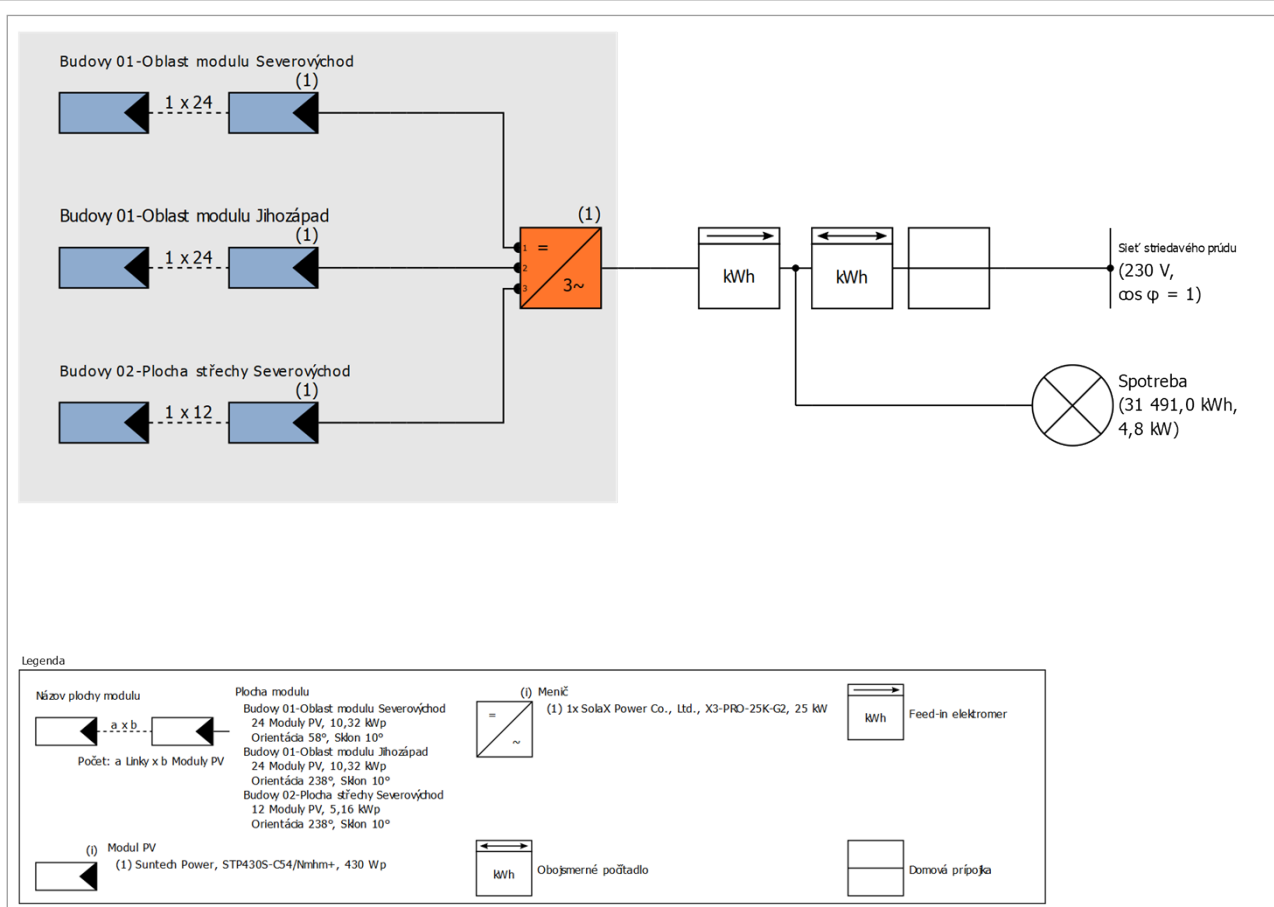 Budovy 01-Oblast modulu Severovýchod
(1)
1 x 24
Budovy 01-Oblast modulu Jihozápad
(1)
1 x 24
Budovy 02-Plocha střechy Severovýchod
(1)
1 x 12
(1)
1
2
3
=
3~
kWh
kWh
Sieť striedavého prúdu
(230 V,
cos φ = 1)
Spotreba
(31 491,0 kWh,
4,8 kW)
Legenda
Názov plochy modulu
a x b
Počet: a Linky x b Moduly PV
Plocha modulu
Budovy 01-Oblast modulu Severovýchod
24 Moduly PV, 10,32 kWp
Orientácia 58°, Sklon 10°
Budovy 01-Oblast modulu Jihozápad
24 Moduly PV, 10,32 kWp
Orientácia 238°, Sklon 10°
Budovy 02-Plocha střechy Severovýchod
12 Moduly PV, 5,16 kWp
Orientácia 238°, Sklon 10°
(i) Modul PV
(1) Suntech Power, STP430S-C54/Nmhm+, 430 Wp
(i) Menič
(1) 1x SolaX Power Co., Ltd., X3-PRO-25K-G2, 25 kW
=
~
kWh
Obojsmerné počítadlo
kWh
Feed-in elektromer
Domová prípojka